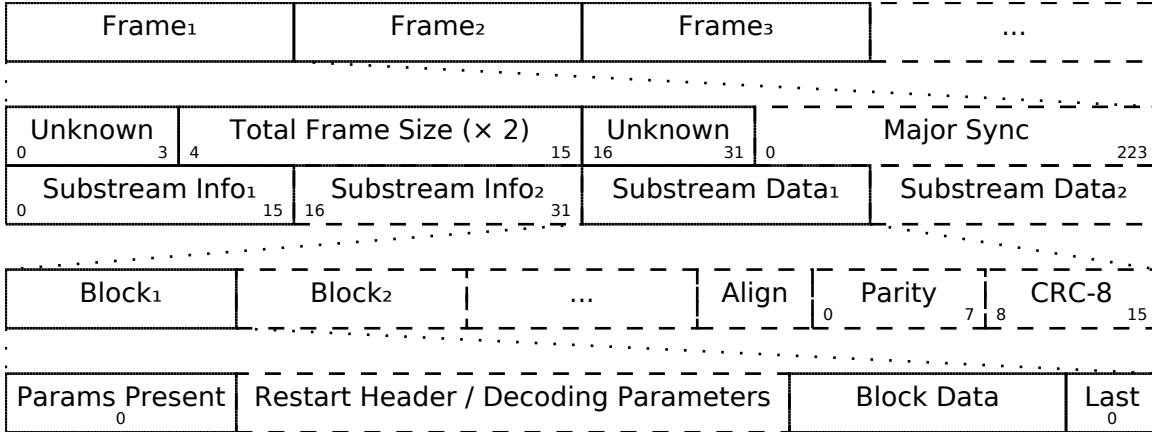 Frame₁ Frame₂ Frame₃ ...
Unknown Total Frame Size (× 2) Unknown Major Sync
0 3 4 15 16 31 0 223
Substream Info₁ Substream Info₂ Substream Data₁ Substream Data₂
0 15 16 31
Block₁ Block₂ ... Align Parity CRC-8
0 7 8 15
Params Present Restart Header / Decoding Parameters Block Data Last
0 0